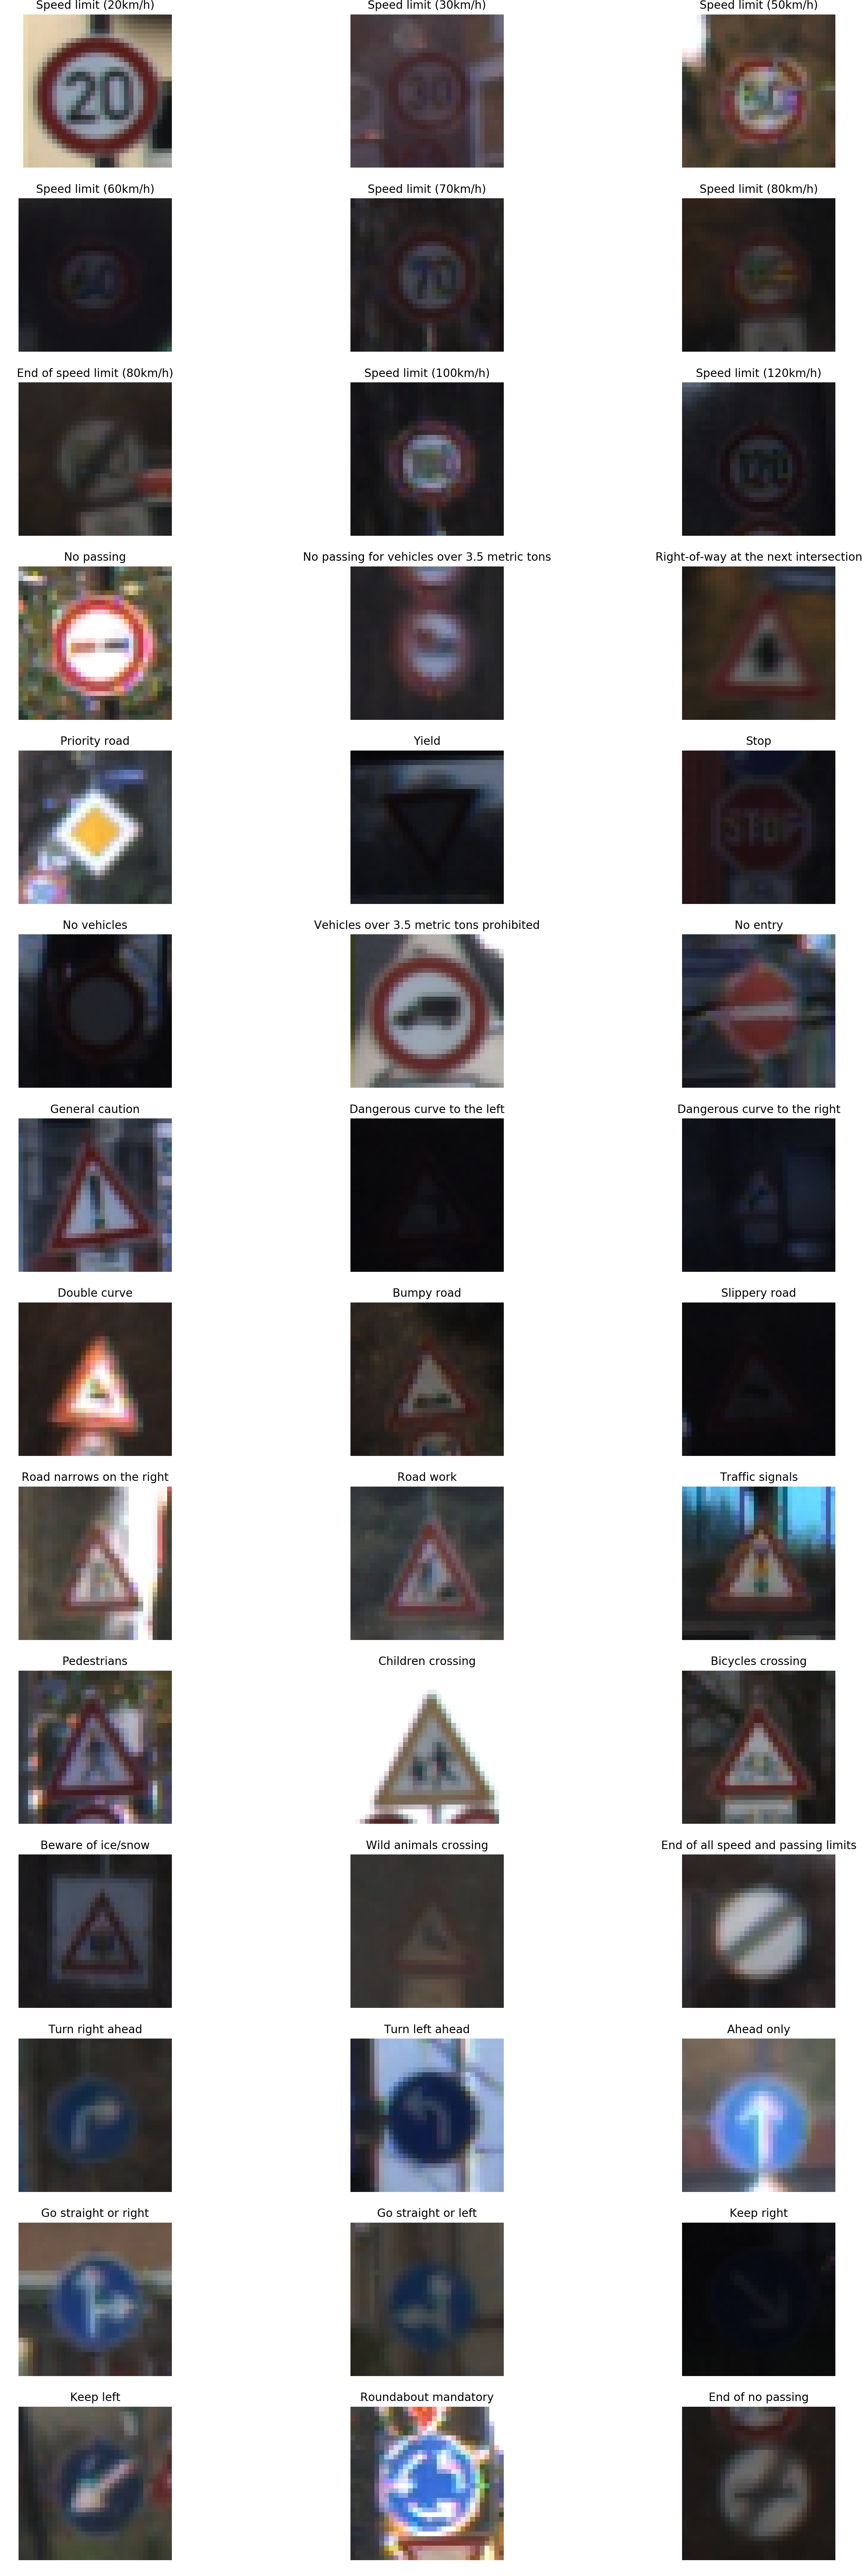 Speed limit (20km/h)
Speed limit (30km/h)
Speed limit (50km/h)
20
30
Speed limit (60km/h)
Speed limit (70km/h)
Speed limit (80km/h)
70
End of speed limit (80km/h)
Speed limit (100km/h)
Speed limit (120km/h)
No passing
No passing for vehicles over 3.5 metric tons
Right-of-way at the next intersection
Priority road
Yield
Stop
STOP
No vehicles
Vehicles over 3.5 metric tons prohibited
No entry
General caution
Dangerous curve to the left
Dangerous curve to the right
Double curve
Bumpy road
Slippery road
Road narrows on the right
Road work
Traffic signals
Pedestrians
Children crossing
Bicycles crossing
Beware of ice/snow
Wild animals crossing
End of all speed and passing limits
Turn right ahead
Turn left ahead
Ahead only
Go straight or right
Go straight or left
Keep right
Keep left
Roundabout mandatory
End of no passing